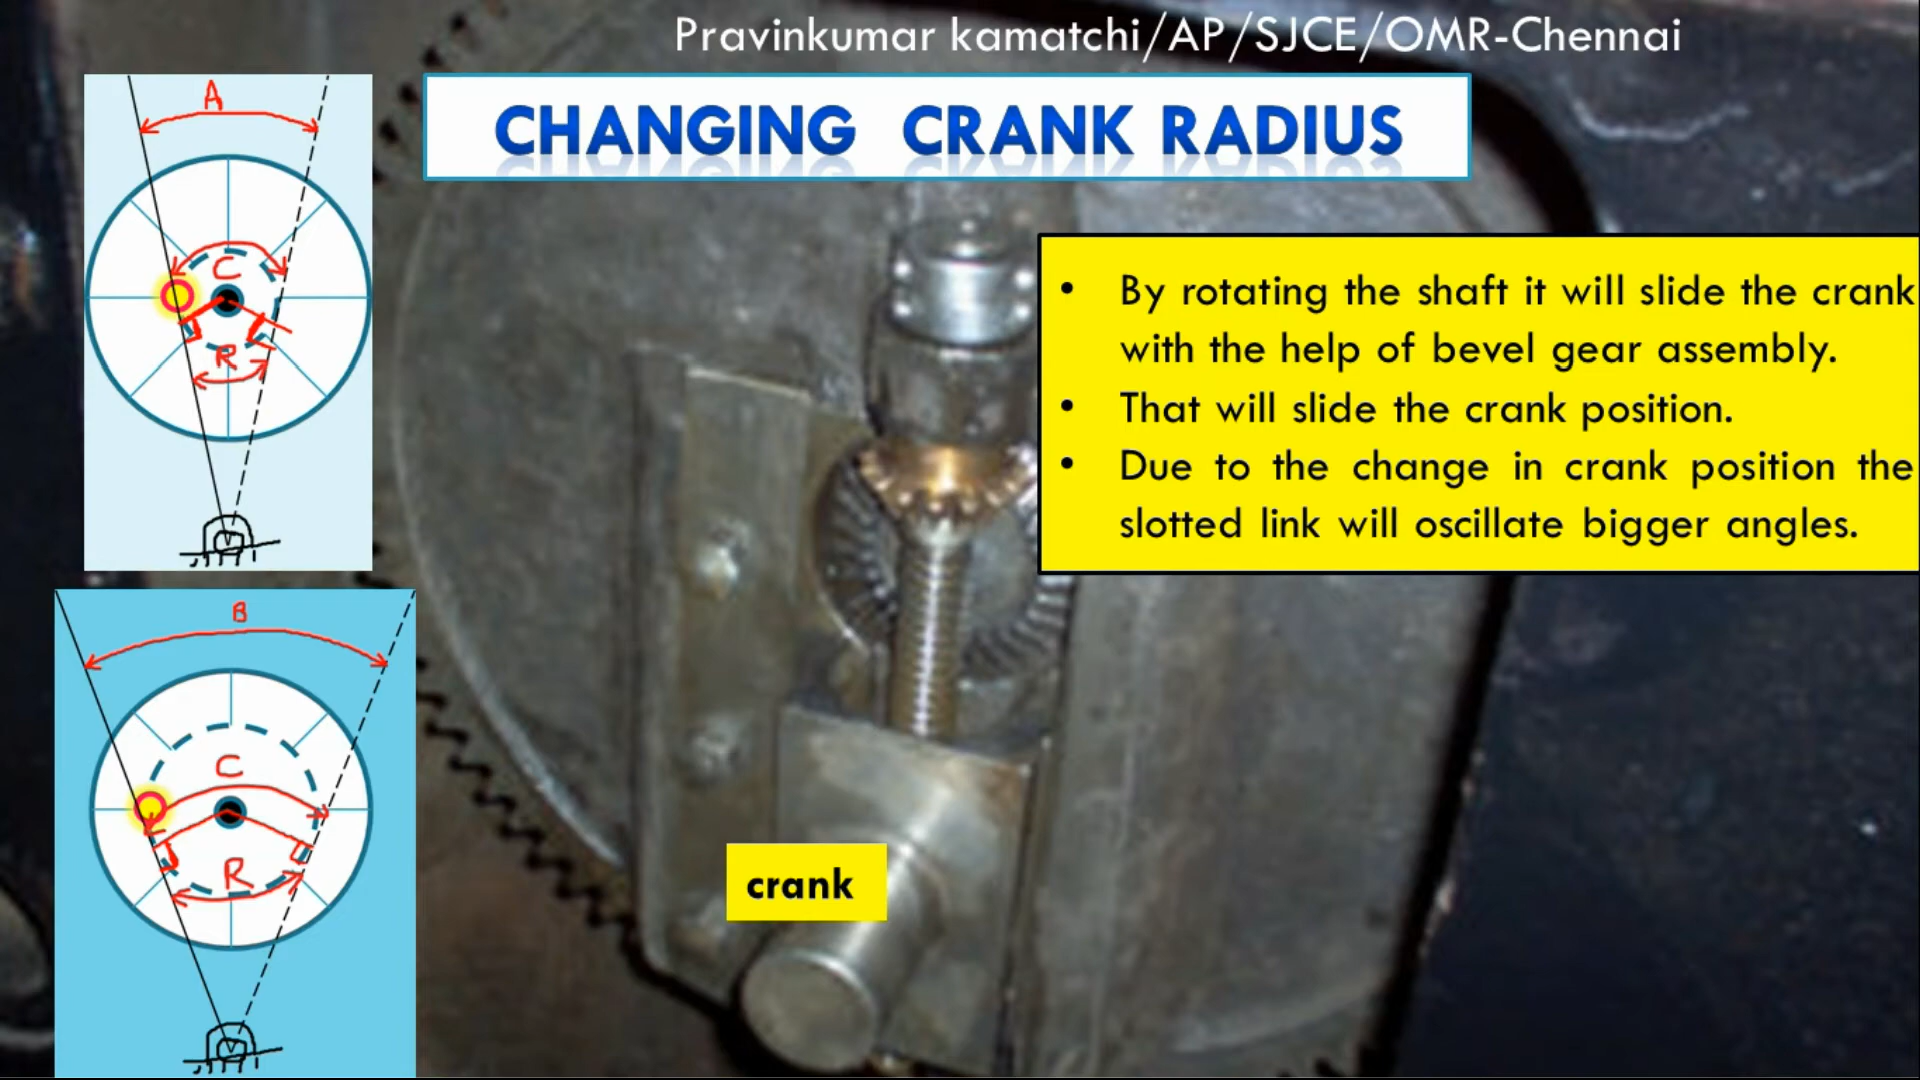 Pravinkumar kamatchi/AP/SJCE/OMR-Chennai
CHANGING CRANK RADIUS
A
C
R
• By rotating the shaft it will slide the crank
with the help of bevel gear assembly.
• That will slide the crank position.
• Due to the change in crank position the
slotted link will oscillate bigger angles.
B
C
R
crank